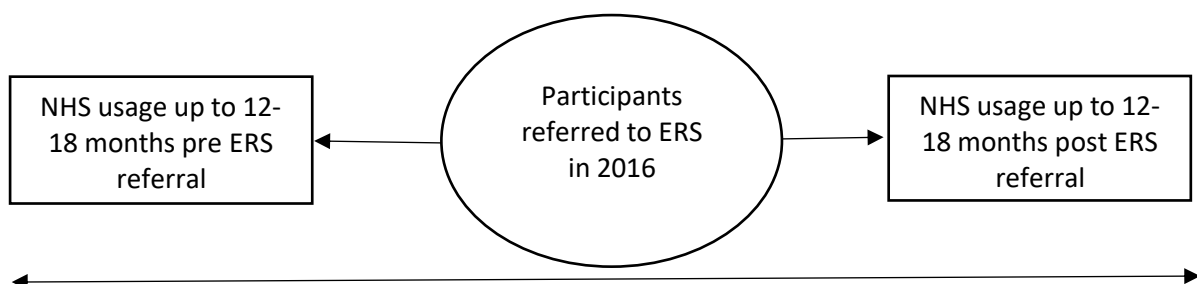 NHS usage up to 12-
18 months pre ERS
referral
Participants
referred to ERS
in 2016
NHS usage up to 12-
18 months post ERS
referral